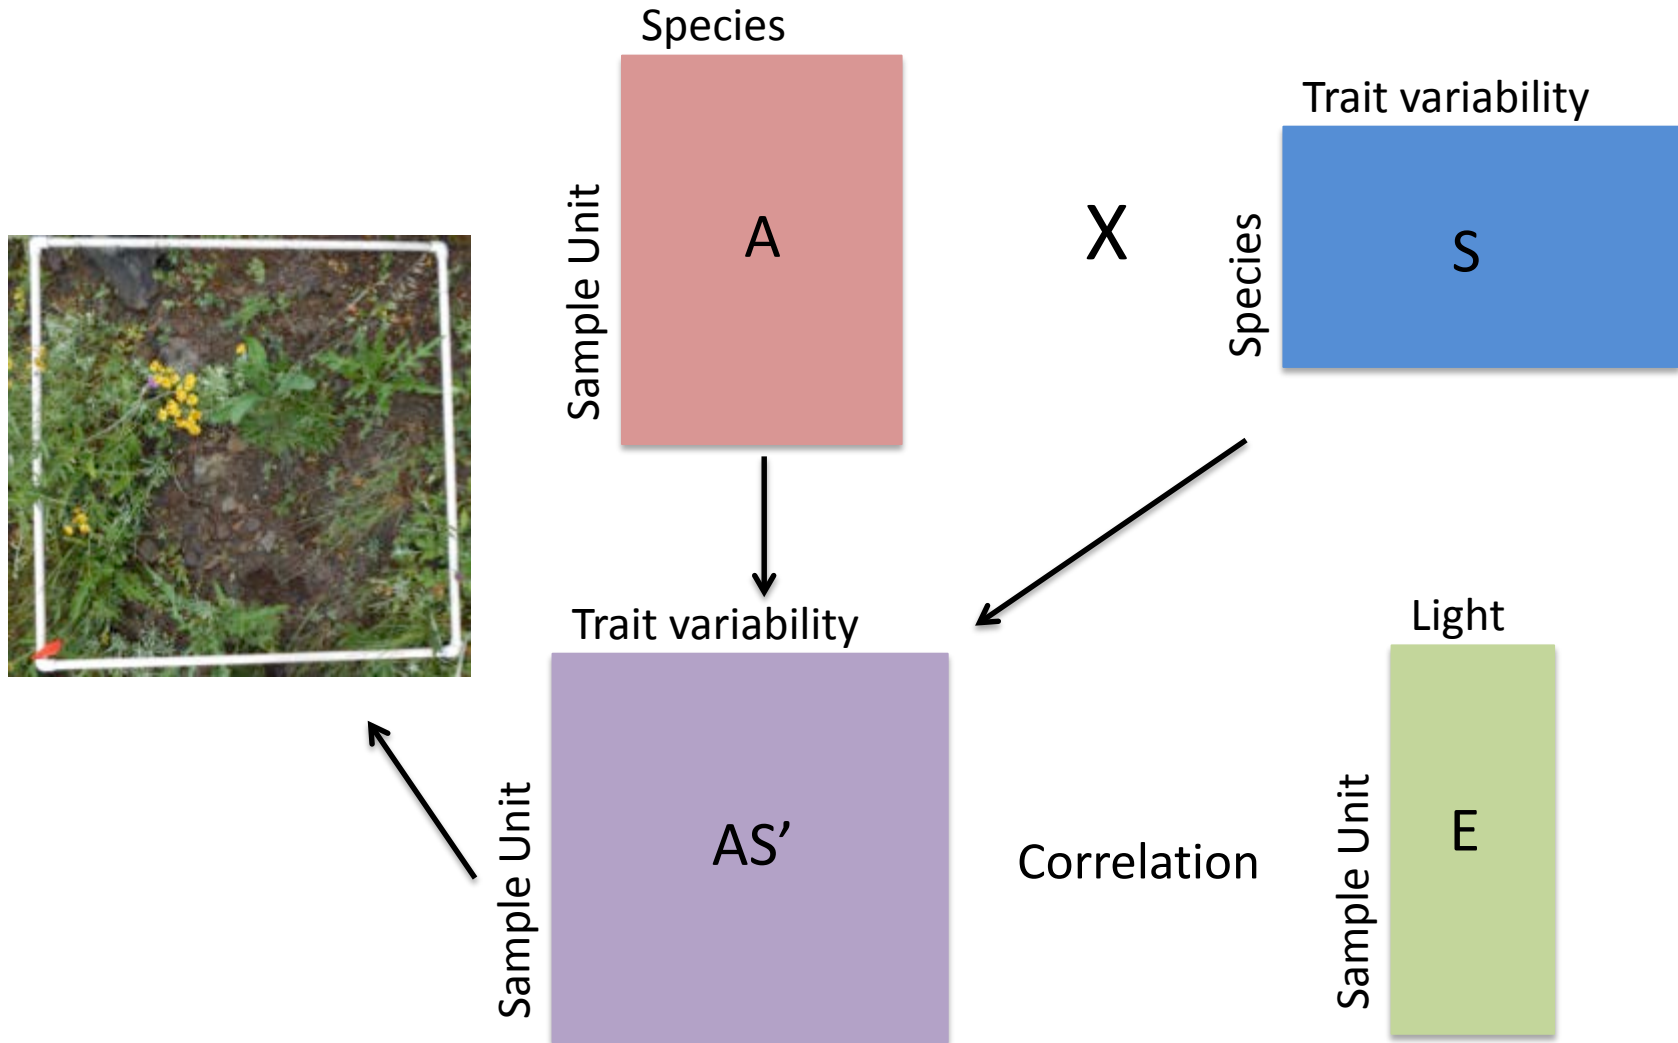 Species
Sample Unit
A
X
Trait variability
Species
S
Trait variability
Sample Unit
AS’
Correlation
Light
Sample Unit
E